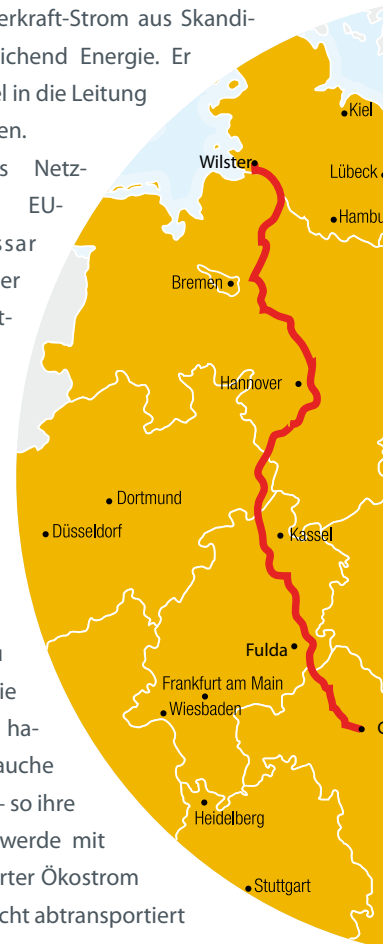 erkraft-Strom aus Skandi-
ichend Energie. Er
el in die Leitung
en.
s Netz-
EU-
ssar
er
t-
ie
ha-
auche
– so ihre
werde mit
rter Ökostrom
icht abtransportiert
Kiel
Wilster
Lübeck
Hambu
Bremen
Hannover
Dortmund
Düsseldorf
Kassel
Fulda
Frankfurt am Main
Wiesbaden
Heidelberg
Stuttgart